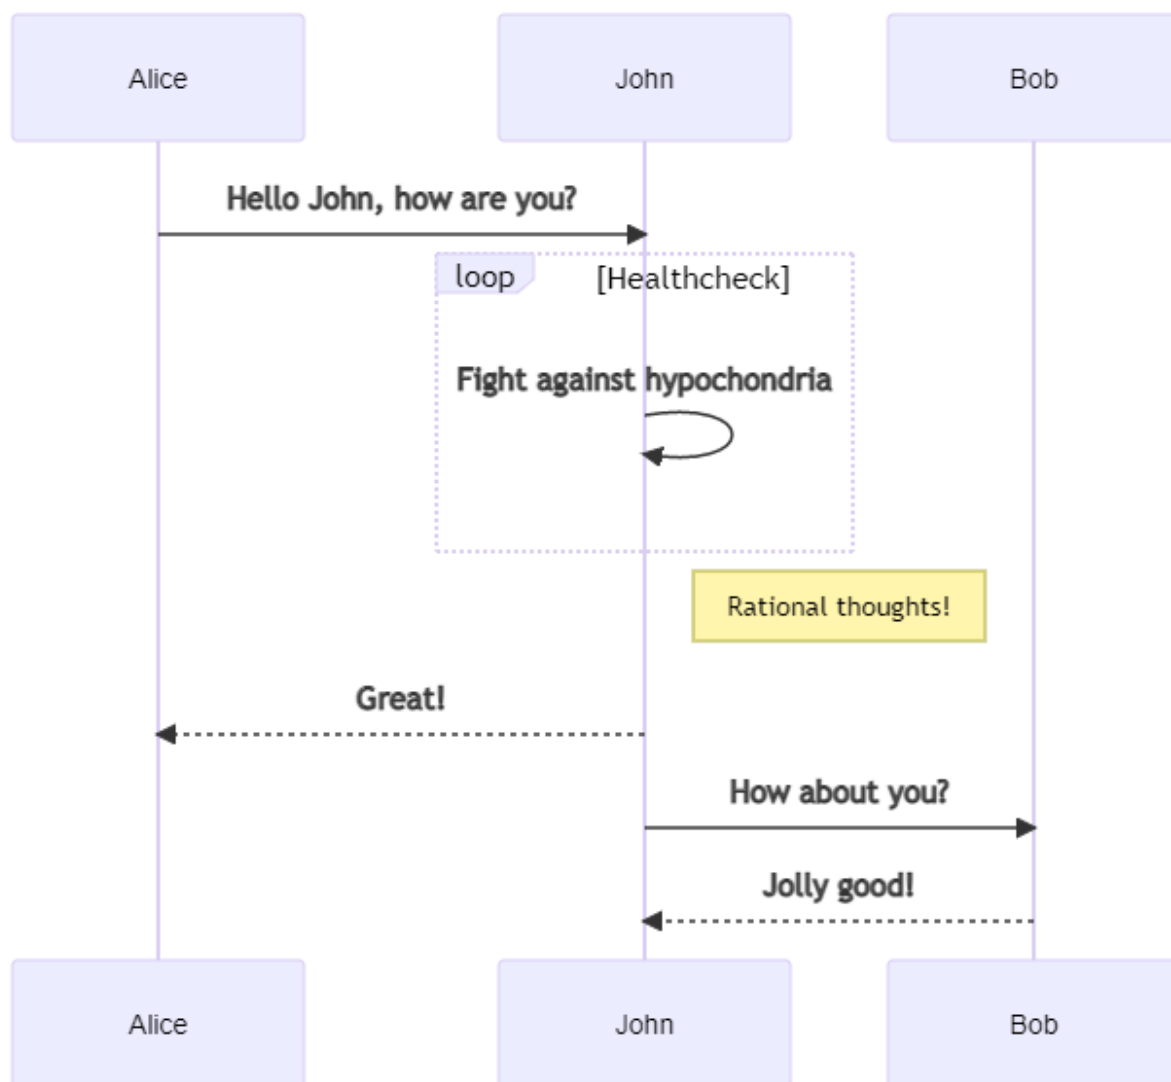 Alice
John
Bob
Hello John, how are you?
loop
[Healthcheck]
Fight against hypochondria
Rational thoughts!
Great!
How about you?
Jolly good!
Alice
John
Bob